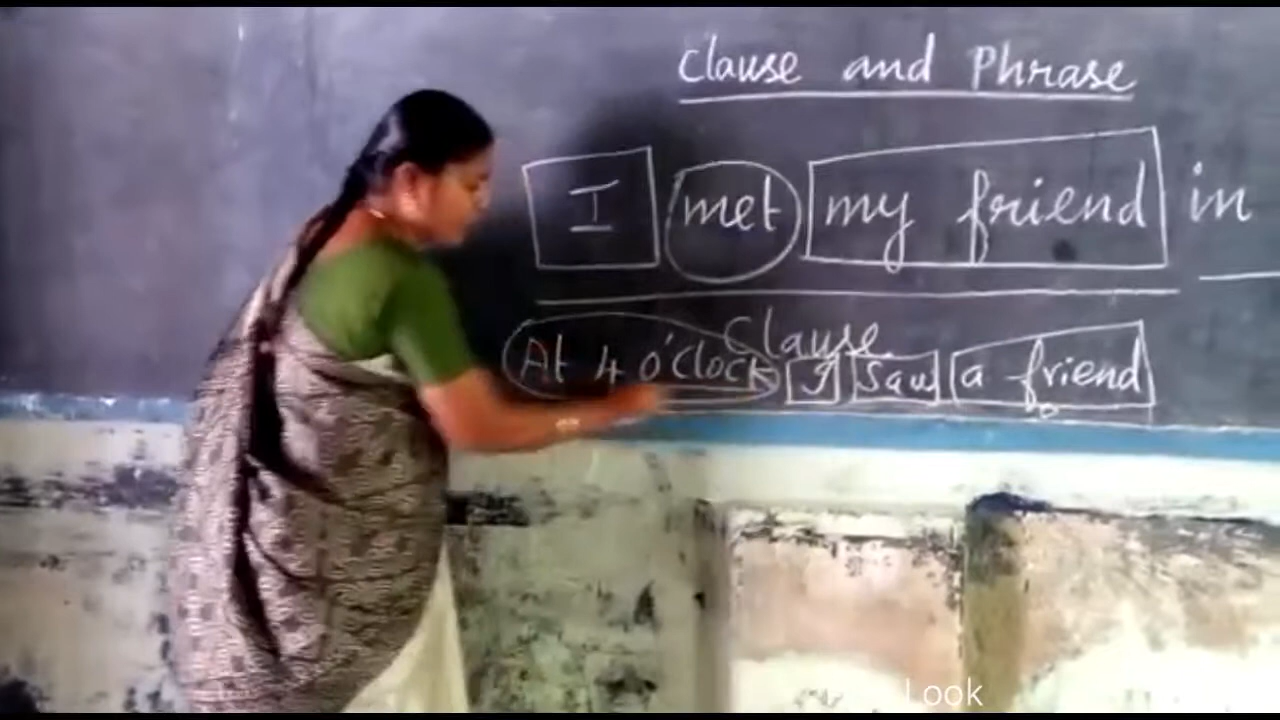 Clause and Phrase
I met my friend in
Clause
At 4 o'clock I saw a friend
Look